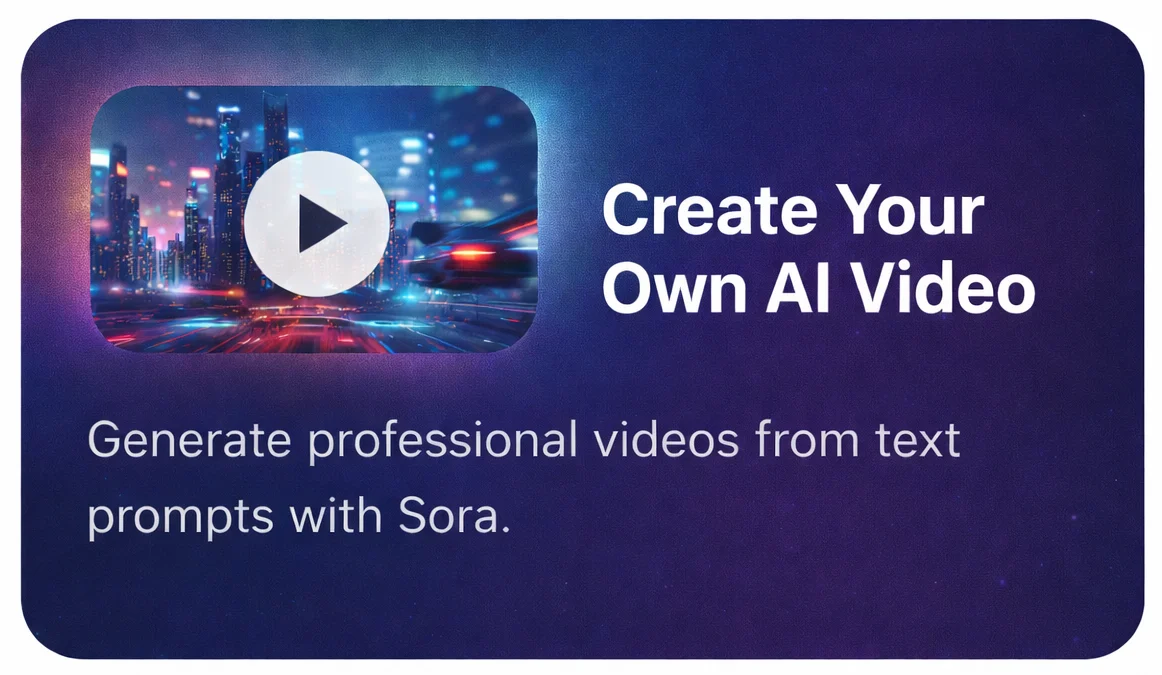 Create Your
Own AI Video
Generate professional videos from text
prompts with Sora.